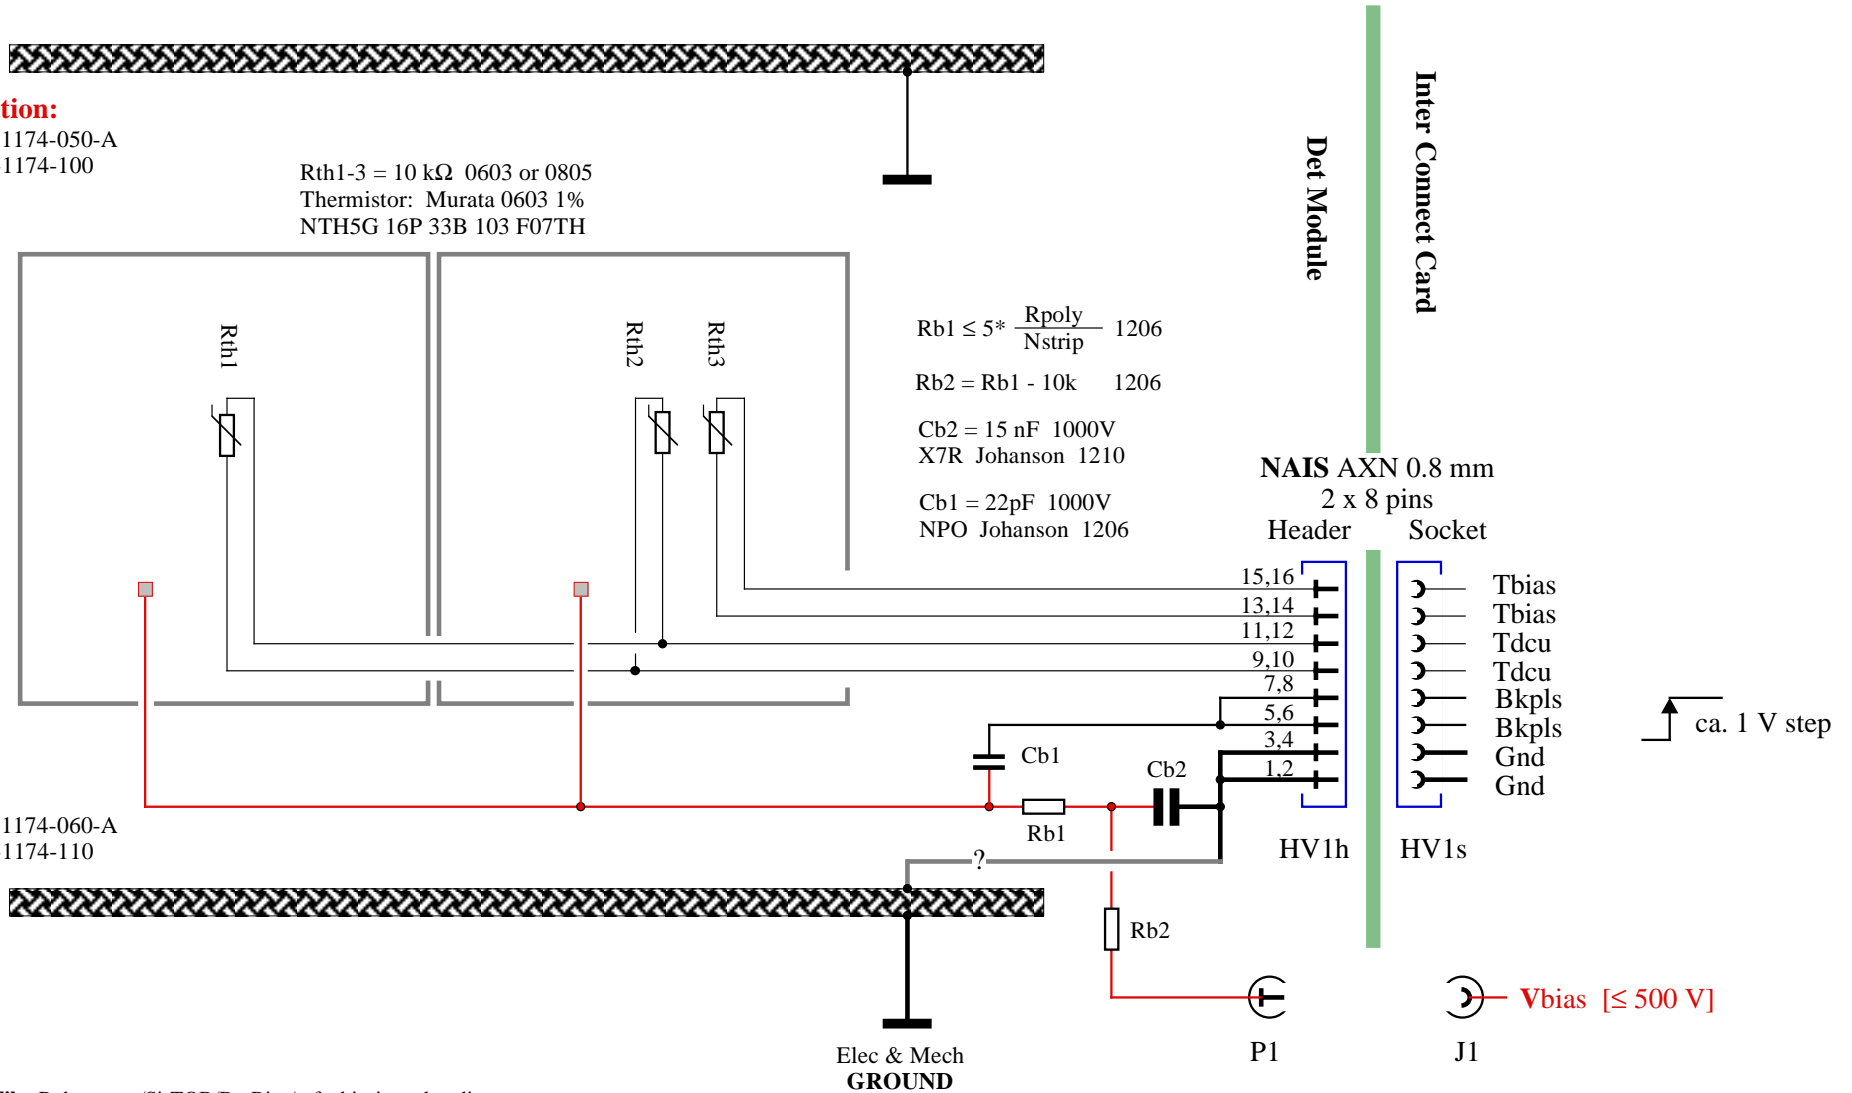 tion:
1174-050-A
1174-100
Rth1-3 = 10 kΩ 0603 or 0805
Thermistor: Murata 0603 1%
NTH5G 16P 33B 103 F07TH
Det Module
Inter Connect Card
Rth1
Rth2
Rth3
Rb1 ≤ 5* Rpoly
Nstrip
1206
Rb2 = Rb1 - 10k 1206
Cb2 = 15 nF 1000V
X7R Johanson 1210
Cb1 = 22pF 1000V
NPO Johanson 1206
NAIS AXN 0.8 mm
2 x 8 pins
Header Socket
15,16 Tbias
13,14 Tbias
11,12 Tdcu
9,10 Tdcu
7,8 Bkpls
5,6 Bkpls
3,4 Gnd
1,2 Gnd
ca. 1 V step
Cb1
Cb2
Rb1
HV1h HV1s
1174-060-A
1174-110
?
Rb2
Vbias [≤ 500 V]
P1 J1
Elec & Mech
GROUND